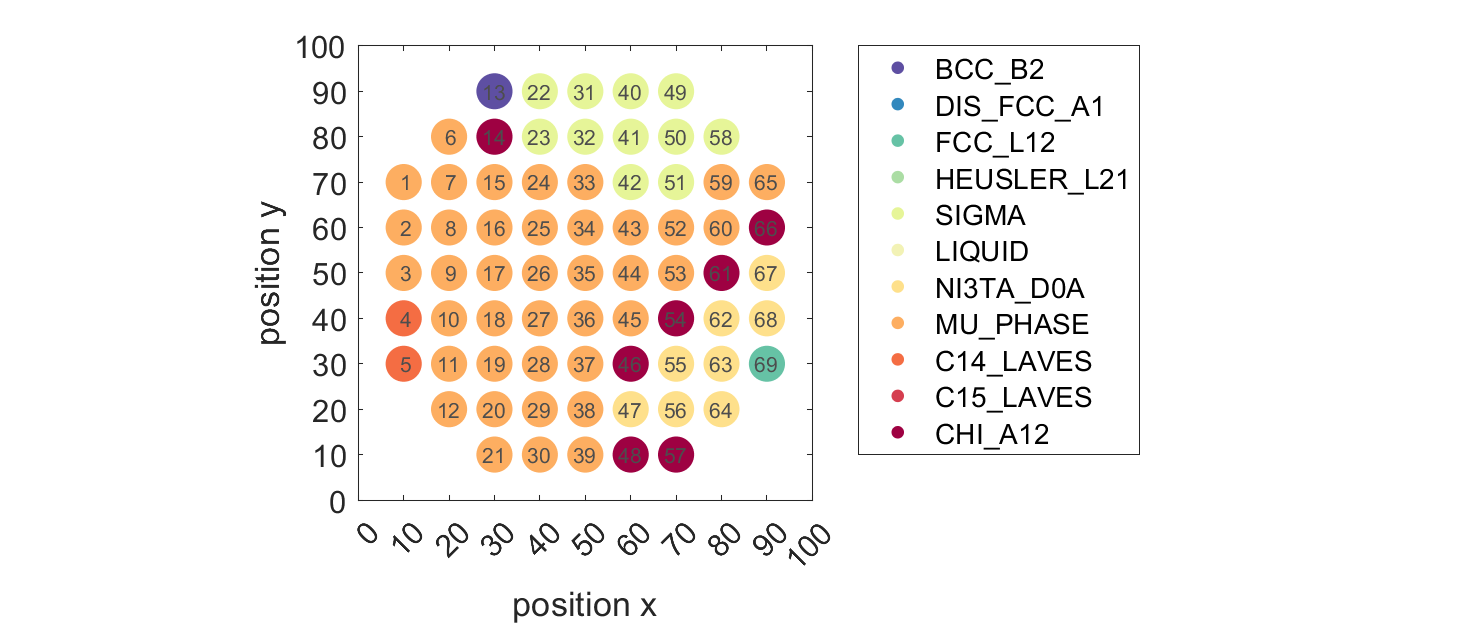 100
90
80
70
60
50
40
30
20
10
0
position y
13 22 31 40 49
6 14 23 32 41 50 58
1 7 15 24 33 42 51 59 65
2 8 16 25 34 43 52 60 66
3 9 17 26 35 44 53 61 67
4 10 18 27 36 45 54 62 68
5 11 19 28 37 46 55 63 69
12 20 29 38 47 56 64
21 30 39 48 57
0 10 20 30 40 50 60 70 80 90 100
position x
BCC_B2
DIS_FCC_A1
FCC_L12
HEUSLER_L21
SIGMA
LIQUID
NI3TA_D0A
MU_PHASE
C14_LAVES
C15_LAVES
CHI_A12